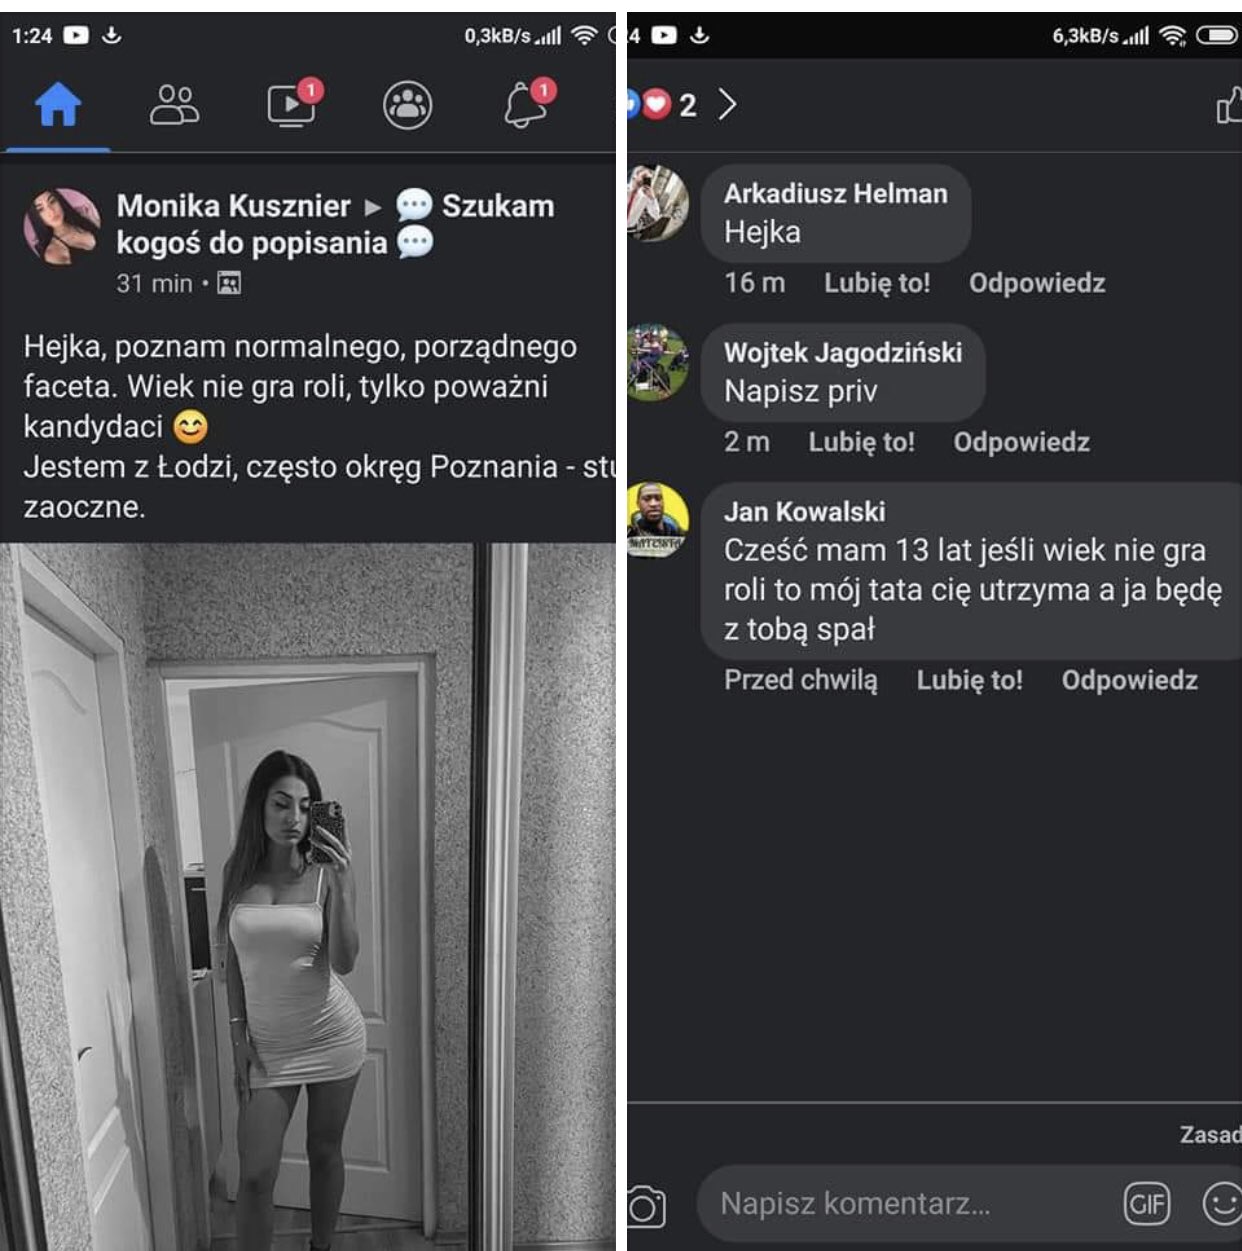 1:24
0,3kB/s
1
1
Monika Kusznier ▸ 💬 Szukam
kogoś do popisania 💬
31 min •
Hejka, poznam normalnego, porządnego
faceta. Wiek nie gra roli, tylko poważni
kandydaci 😊
Jestem z Łodzi, często okręg Poznania - stu
zaoczne.
4
6,3kB/s
2
Arkadiusz Helman
Hejka
16 m Lubię to! Odpowiedz
Wojtek Jagodziński
Napisz priv
2 m Lubię to! Odpowiedz
Jan Kowalski
Cześć mam 13 lat jeśli wiek nie gra
roli to mój tata cię utrzyma a ja będę
z tobą spał
Przed chwilą Lubię to! Odpowiedz
Zasad
Napisz komentarz...
GIF